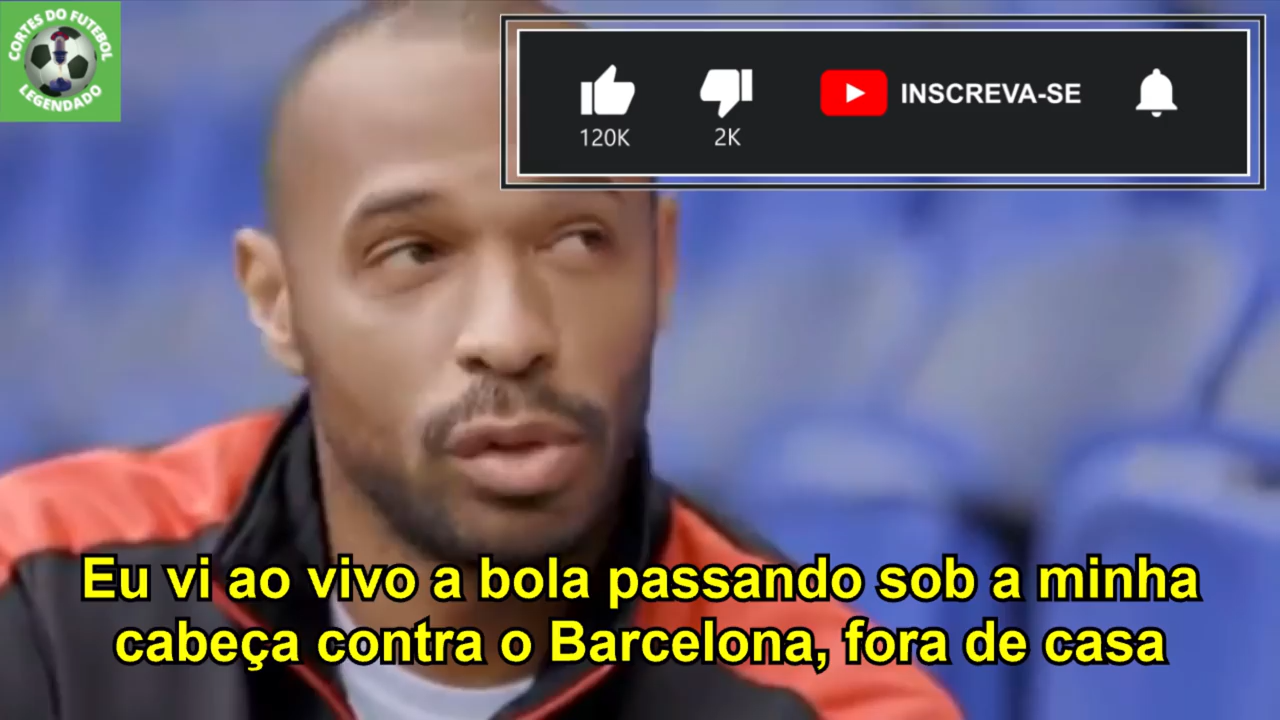 CORTES DO FUTEBOL
LEGENDADO
120K
2K
INSCREVA-SE
Eu vi ao vivo a bola passando sob a minha
cabeça contra o Barcelona, fora de casa